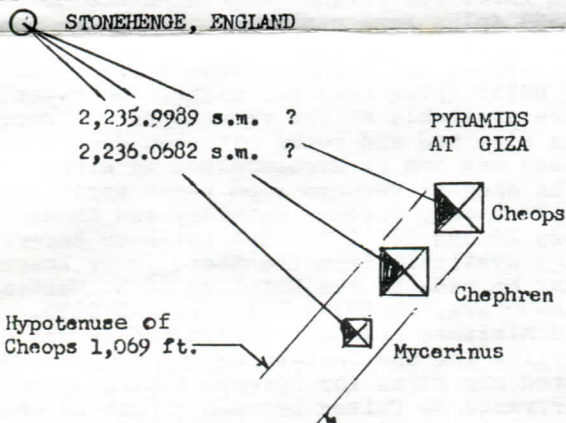 STONEHENGE, ENGLAND
2,235.9989 s.m. ?
2,236.0682 s.m. ?
PYRAMIDS
AT GIZA
Cheops
Chephren
Hypotenuse of
Cheops 1,069 ft.
Mycerinus